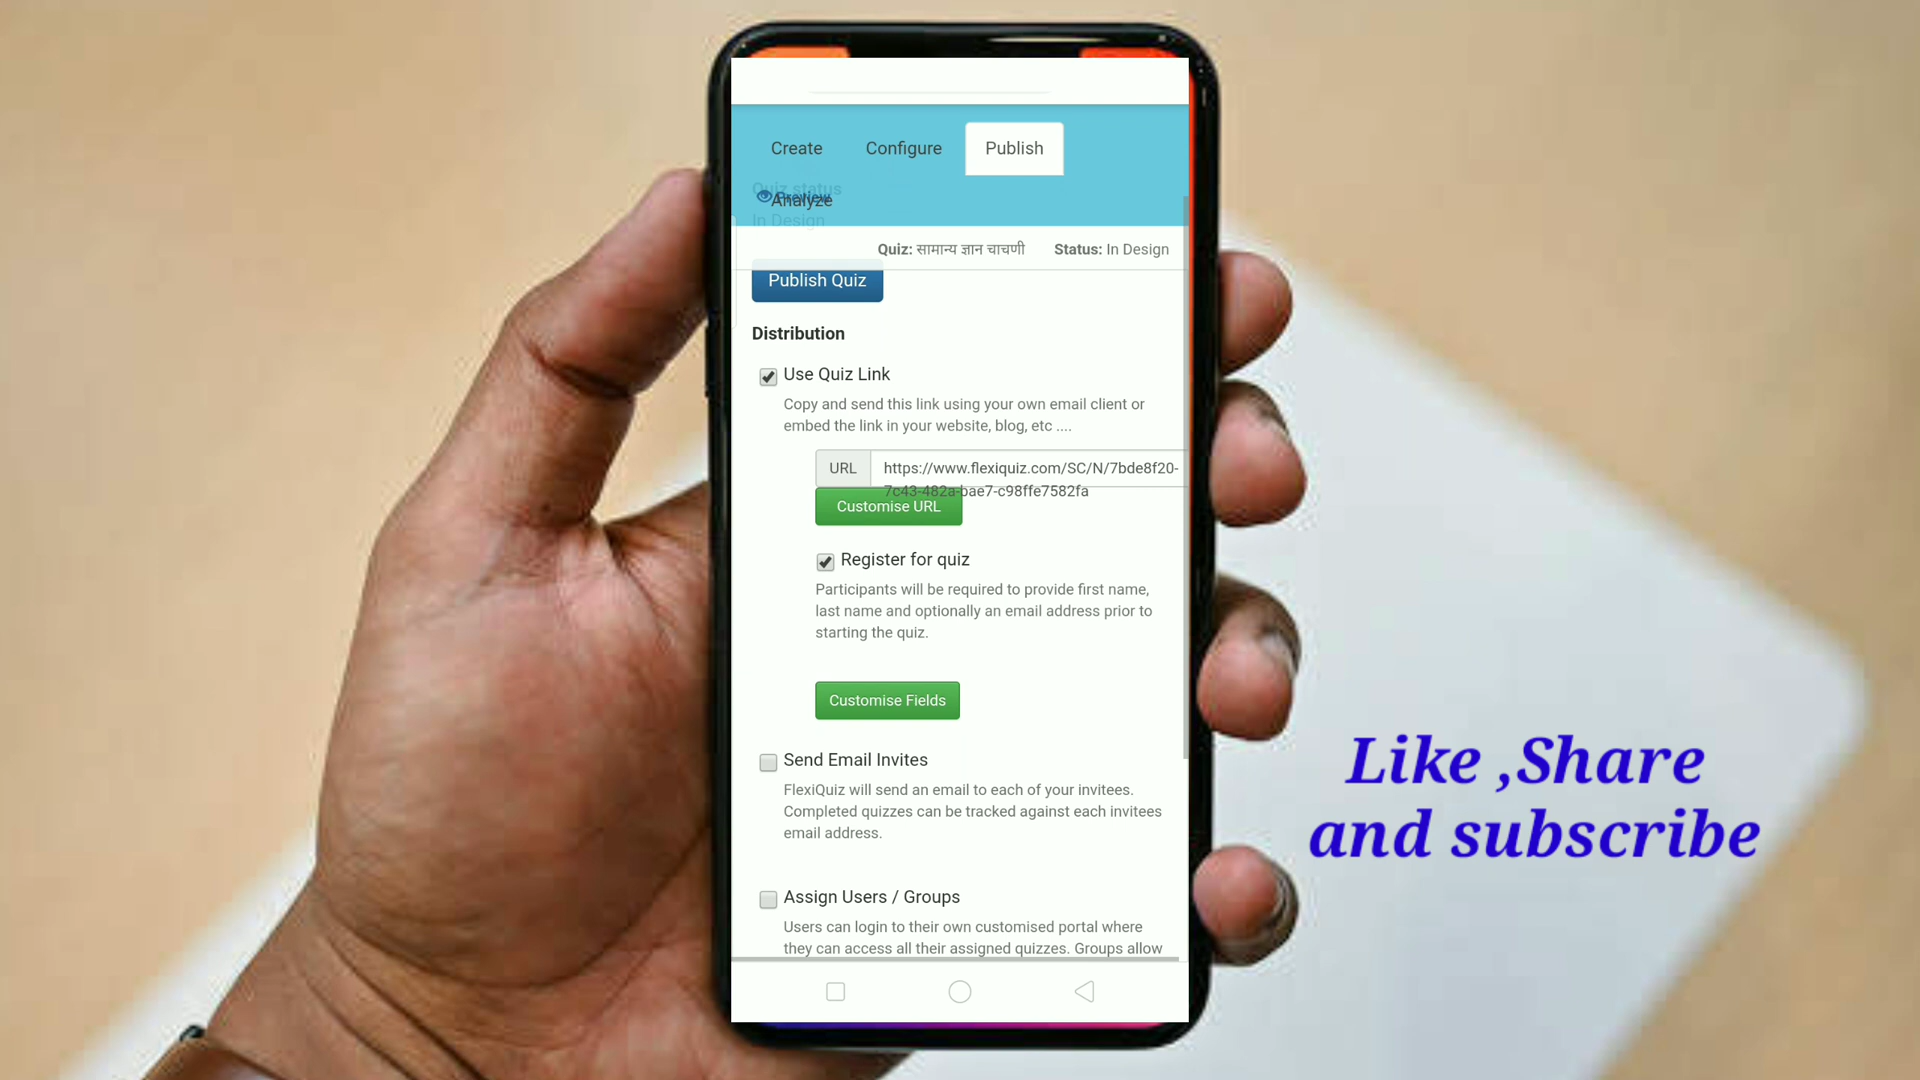 Create Configure Publish
Quiz status
Preview
Analyze
In Design
Quiz: सामान्य ज्ञान चाचणी Status: In Design
Publish Quiz
Distribution
Use Quiz Link
Copy and send this link using your own email client or
embed the link in your website, blog, etc ....
URL https://www.flexiquiz.com/SC/N/7bde8f20-
7c43-482a-bae7-c98ffe7582fa
Customise URL
Register for quiz
Participants will be required to provide first name,
last name and optionally an email address prior to
starting the quiz.
Customise Fields
Send Email Invites
FlexiQuiz will send an email to each of your invitees.
Completed quizzes can be tracked against each invitees
email address.
Assign Users / Groups
Users can login to their own customised portal where
they can access all their assigned quizzes. Groups allow
Like ,Share
and subscribe